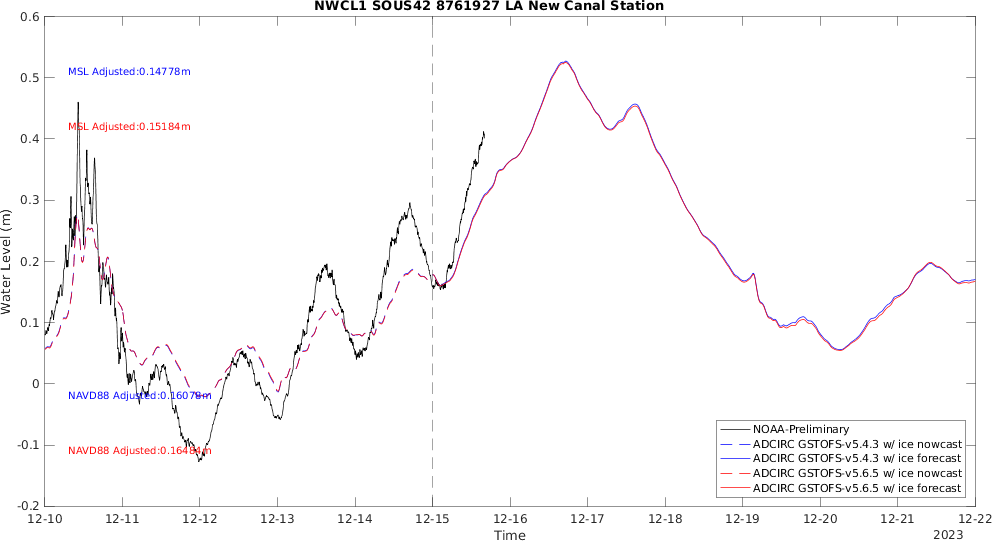 NWCL1 SOUS42 8761927 LA New Canal Station
0.6
0.5
0.4
0.3
0.2
0.1
0
-0.1
-0.2
Water Level (m)
MSL Adjusted:0.14778m
MSL Adjusted:0.15184m
NAVD88 Adjusted:0.16078m
NAVD88 Adjusted:0.16484m
NOAA-Preliminary
ADCIRC GSTOFS-v5.4.3 w/ ice nowcast
ADCIRC GSTOFS-v5.4.3 w/ ice forecast
ADCIRC GSTOFS-v5.6.5 w/ ice nowcast
ADCIRC GSTOFS-v5.6.5 w/ ice forecast
12-10 12-11 12-12 12-13 12-14 12-15 12-16 12-17 12-18 12-19 12-20 12-21 12-22
Time
2023